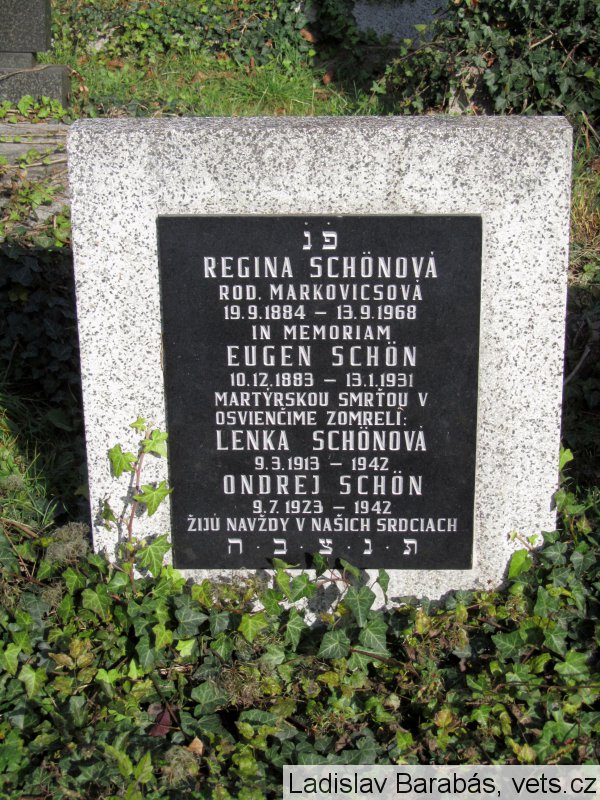 פ נ
REGINA SCHÖNOVÁ
ROD. MARKOVICSOVÁ
19.9.1884 – 13.9.1968
IN MEMORIAM
EUGEN SCHÖN
10.12.1883 – 13.1.1931
MARTÝRSKOU SMRŤOU V
OSVIENČIME ZOMRELI:
LENKA SCHÖNOVÁ
9.3.1913 – 1942
ONDREJ SCHÖN
9.7.1923 – 1942
ŽIJÚ NAVŽDY V NAŠICH SRDCIACH
ת · נ · צ · ב · ה
Ladislav Barabás, vets.cz